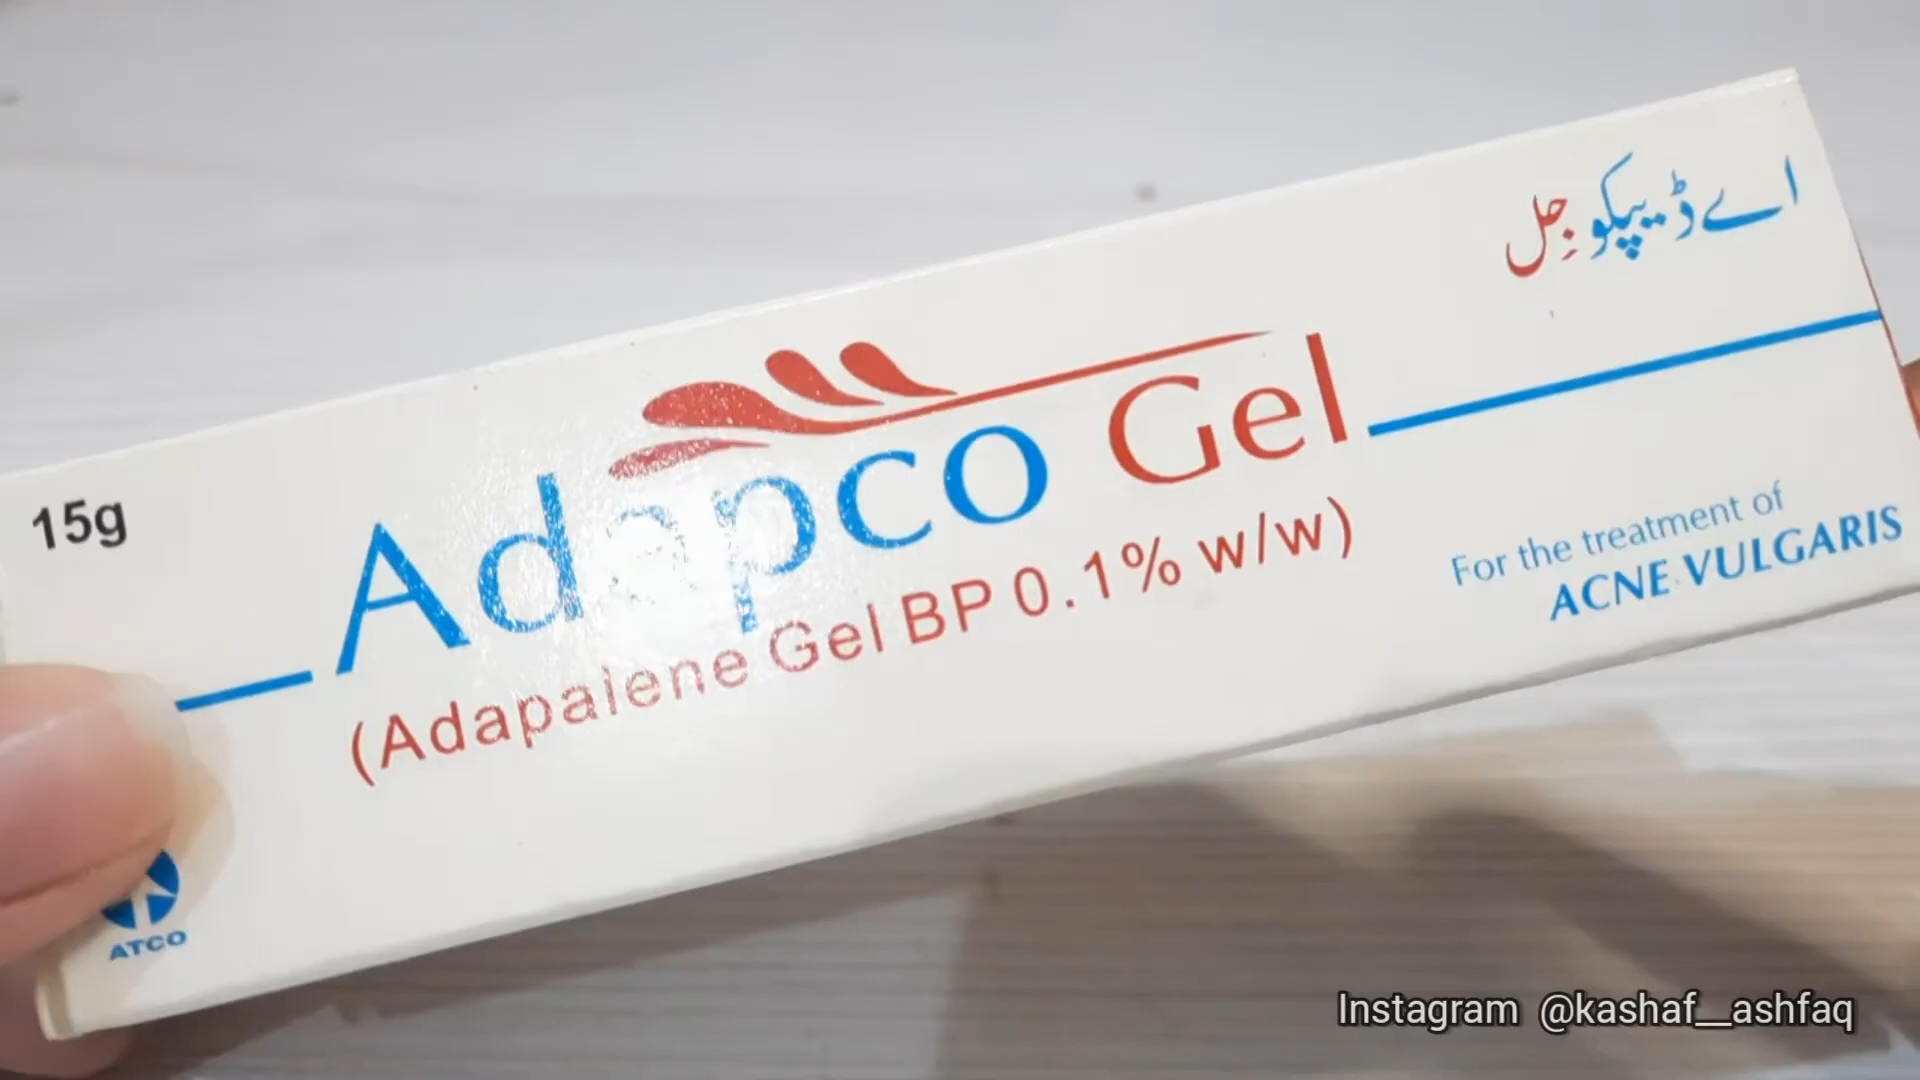 اے ڈیپکو جِل
15g
Adapco Gel
(Adapalene Gel BP 0.1% w/w)
For the treatment of
ACNE VULGARIS
ATCO
Instagram @kashaf__ashfaq